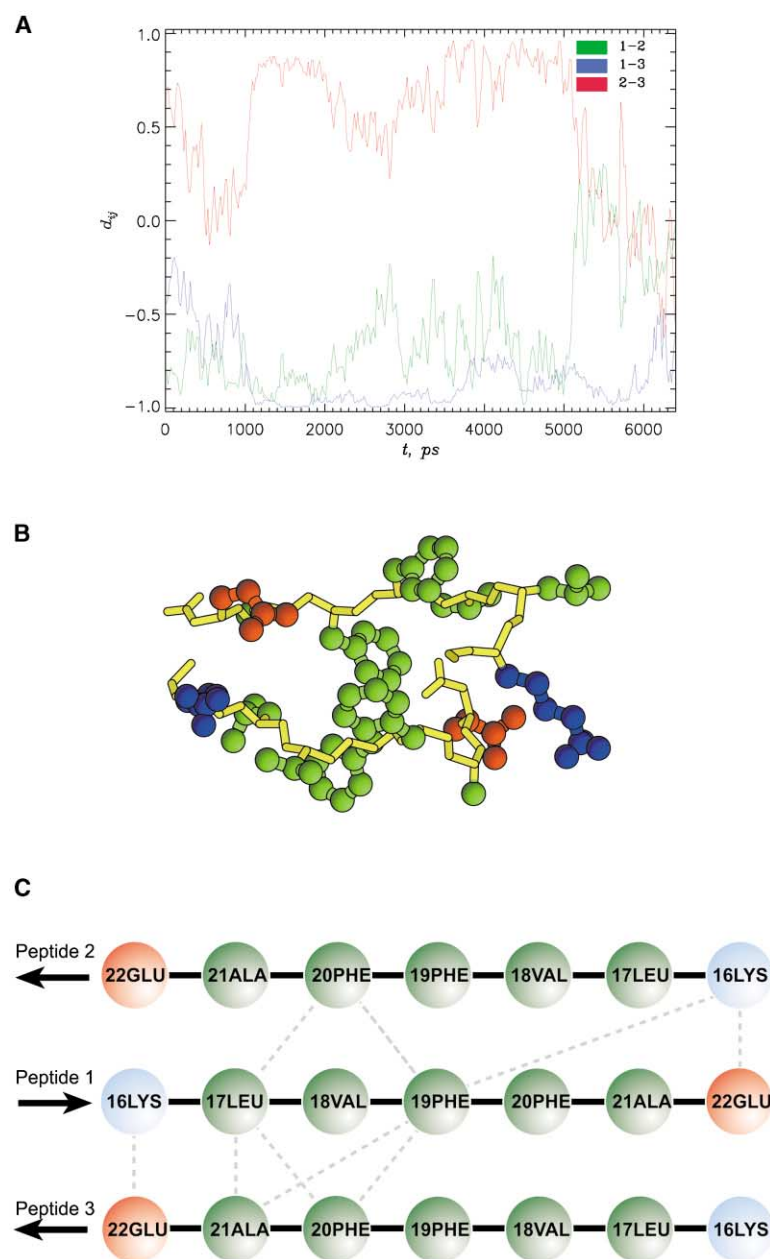 A
1.0
0.5
0.0
−0.5
−1.0
d_ij
1−2
1−3
2−3
0 1000 2000 3000 4000 5000 6000
t, ps
B
C
Peptide 2
22GLU 21ALA 20PHE 19PHE 18VAL 17LEU 16LYS
Peptide 1
16LYS 17LEU 18VAL 19PHE 20PHE 21ALA 22GLU
Peptide 3
22GLU 21ALA 20PHE 19PHE 18VAL 17LEU 16LYS